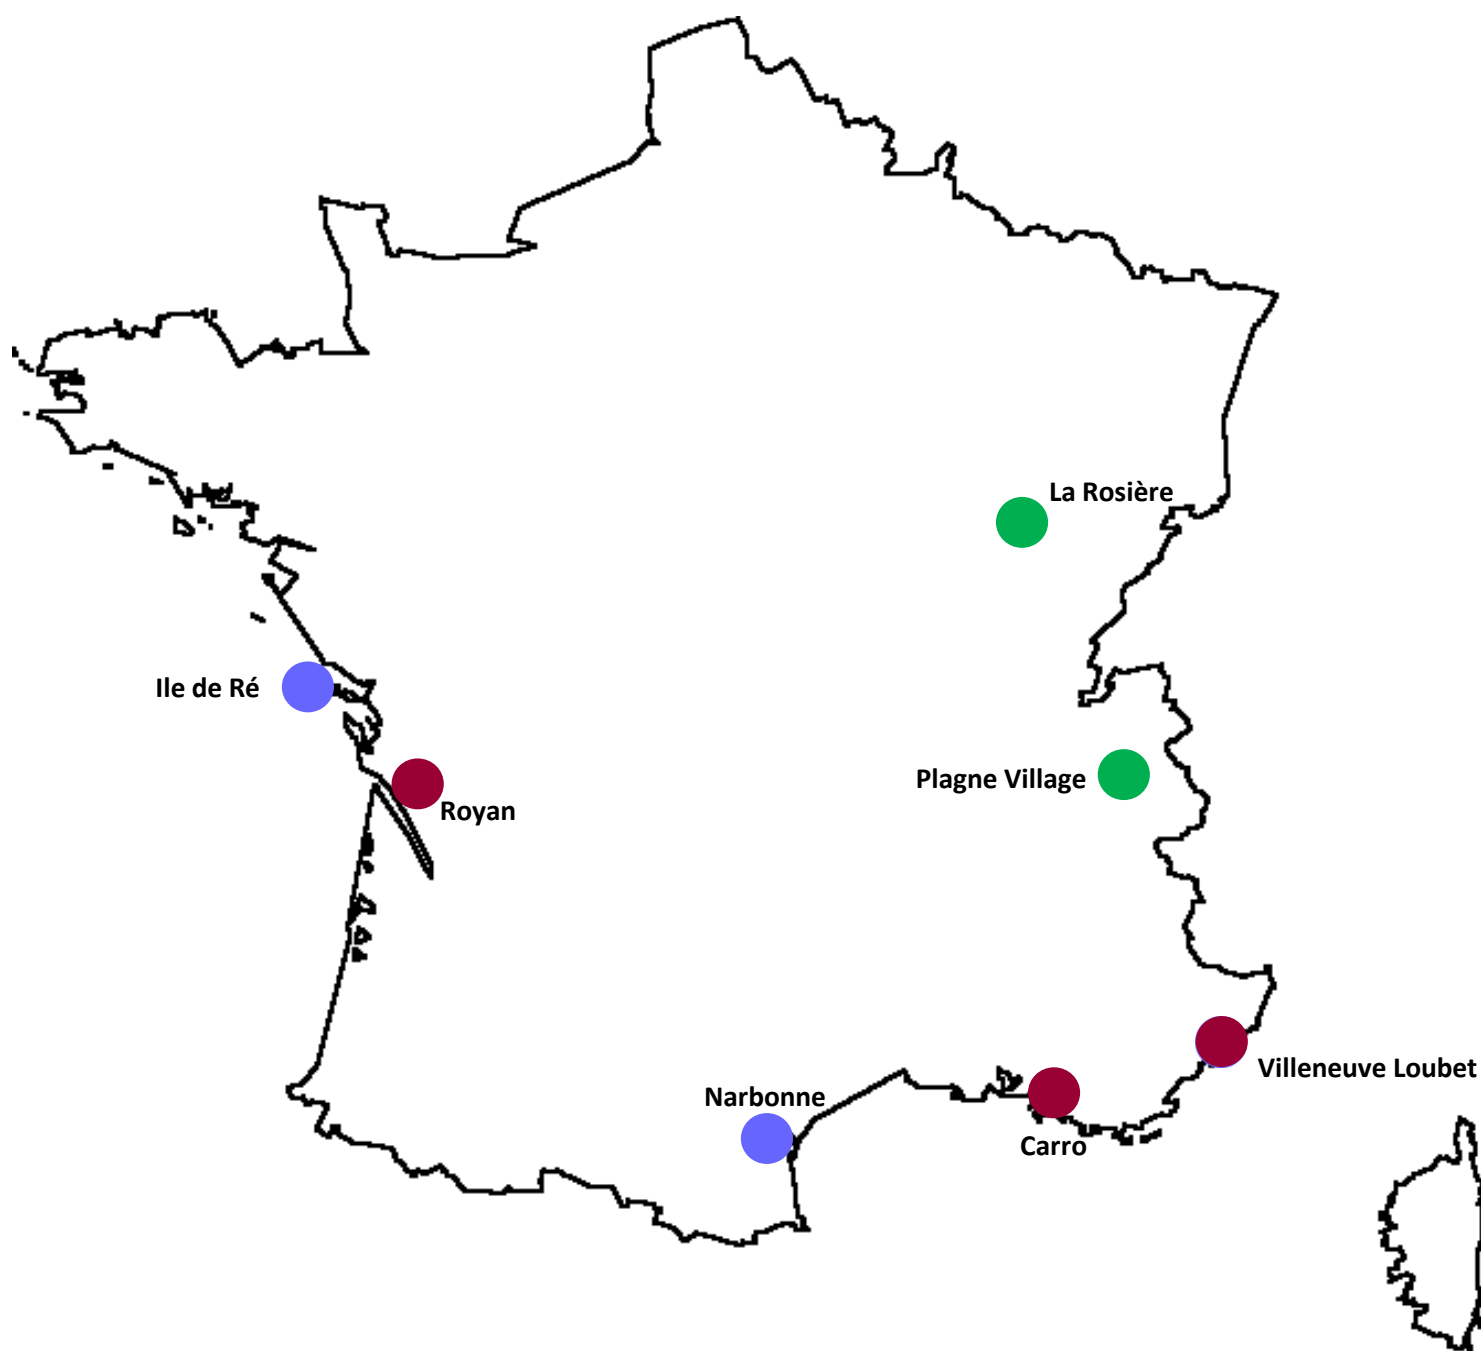 La Rosière
Ile de Ré
Plagne Village
Royan
Villeneuve Loubet
Narbonne
Carro